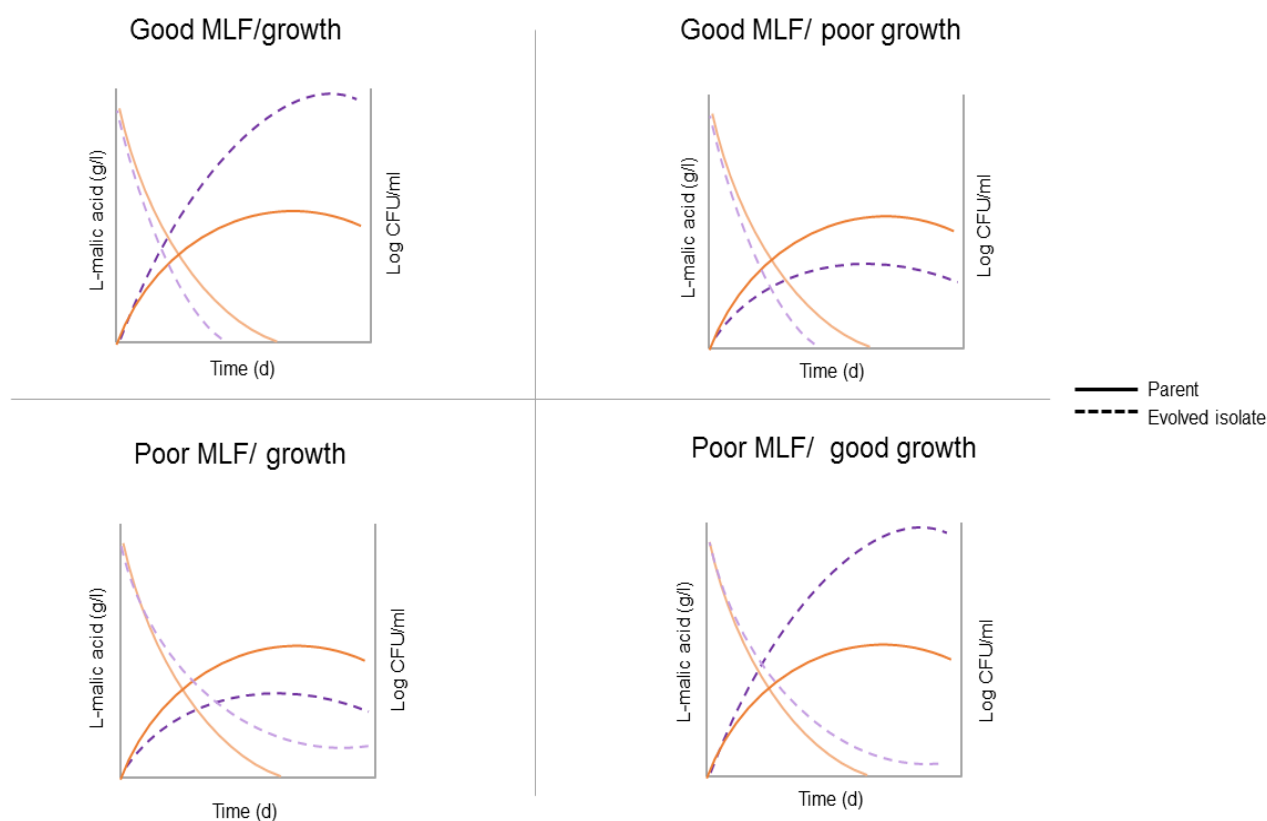 Good MLF/growth
L-malic acid (g/l)
Log CFU/ml
Time (d)
Good MLF/ poor growth
L-malic acid (g/l)
Log CFU/ml
Time (d)
Parent
Evolved isolate
Poor MLF/ growth
L-malic acid (g/l)
Log CFU/ml
Time (d)
Poor MLF/ good growth
L-malic acid (g/l)
Log CFU/ml
Time (d)